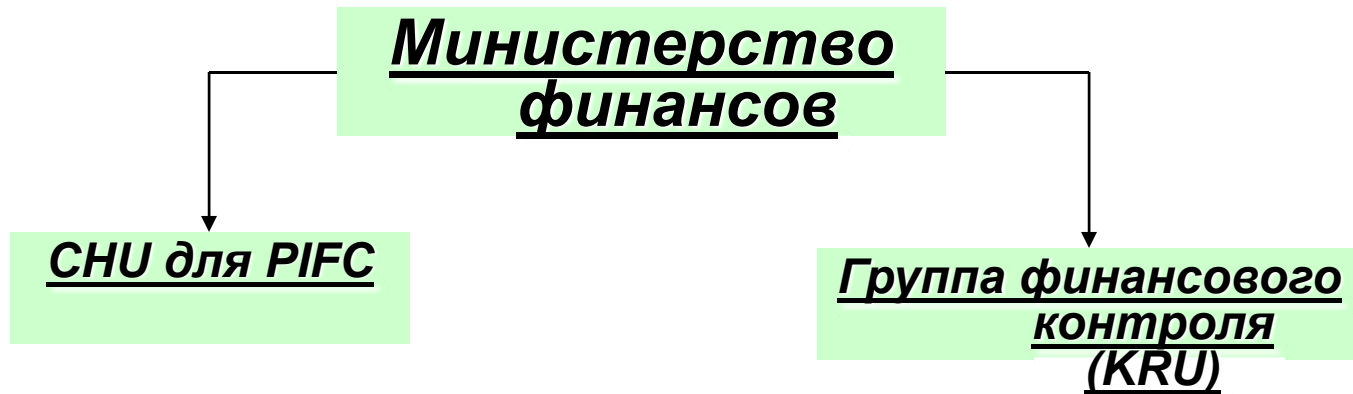 Министерство
финансов
CHU для PIFC
Группа финансового
контроля
(KRU)